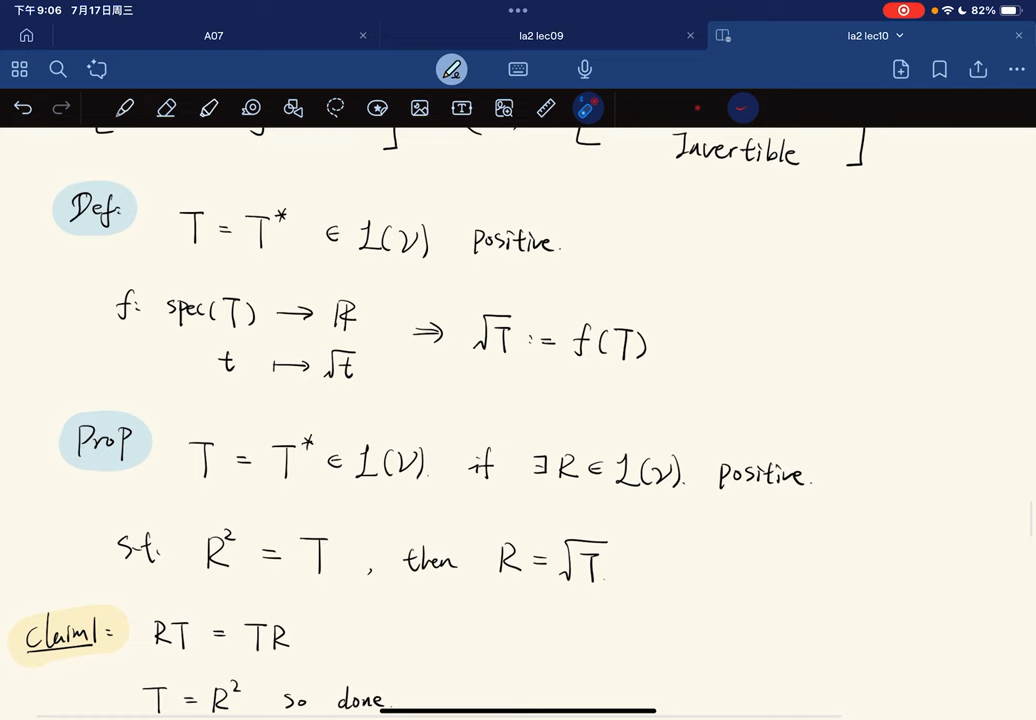 下午9:06 7月17日周三
82%
A07
la2 lec09
la2 lec10
Invertible
Def:
T = T* ∈ L(V) positive.
f: spec(T) → ℝ
t ↦ √t
⇒ √T := f(T)
Prop
T = T* ∈ L(V). if ∃ R ∈ L(V). positive.
s.t. R² = T, then R = √T.
Claim1:
RT = TR
T = R² so done.